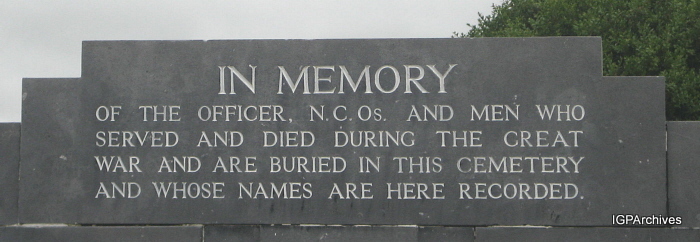 IN MEMORY
OF THE OFFICER, N.C.OS. AND MEN WHO
SERVED AND DIED DURING THE GREAT
WAR AND ARE BURIED IN THIS CEMETERY
AND WHOSE NAMES ARE HERE RECORDED.
IGPArchives